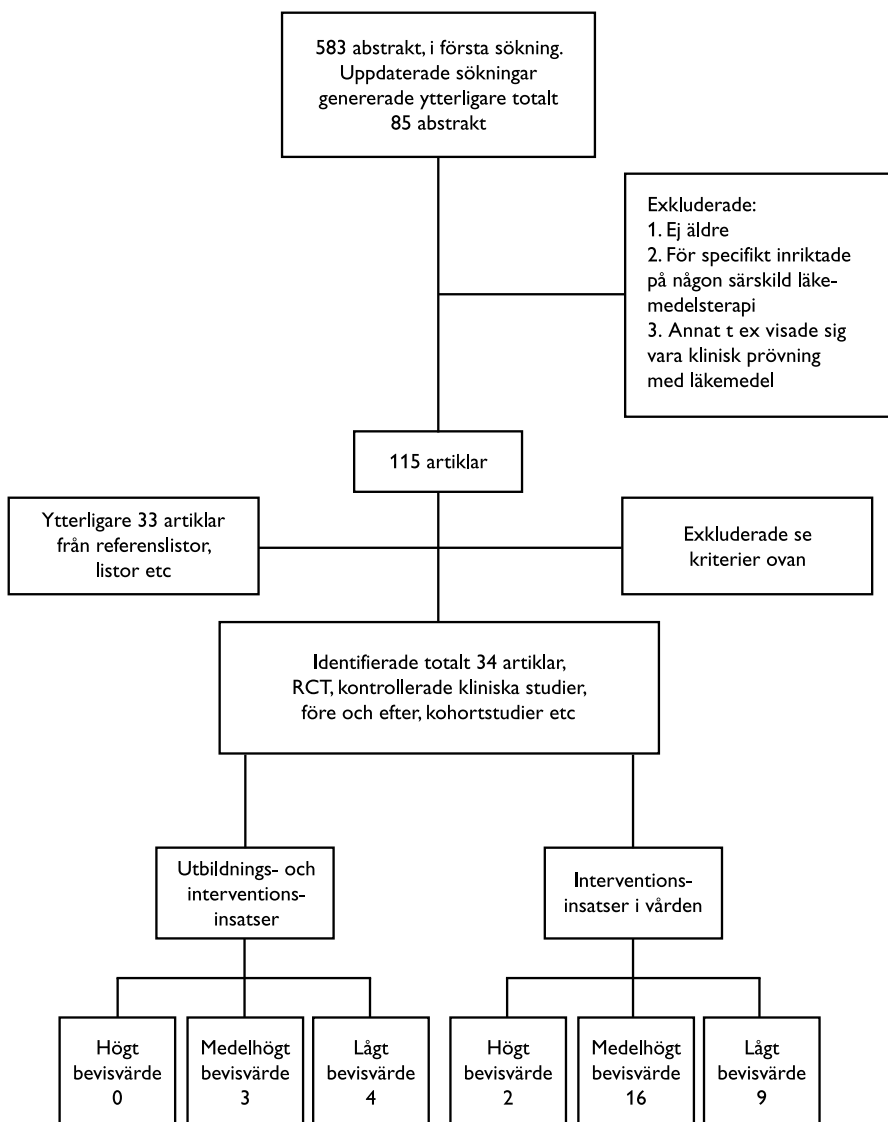 583 abstrakt, i första sökning.
Uppdaterade sökningar
genererade ytterligare totalt
85 abstrakt
Exkluderade:
1. Ej äldre
2. För specifikt inriktade
på någon särskild läke-
medelsterapi
3. Annat t ex visade sig
vara klinisk prövning
med läkemedel
115 artiklar
Ytterligare 33 artiklar
från referenslistor,
listor etc
Exkluderade se
kriterier ovan
Identifierade totalt 34 artiklar,
RCT, kontrollerade kliniska studier,
före och efter, kohortstudier etc
Utbildnings- och
interventions-
insatser
Interventions-
insatser i vården
Högt
bevisvärde
0
Medelhögt
bevisvärde
3
Lågt
bevisvärde
4
Högt
bevisvärde
2
Medelhögt
bevisvärde
16
Lågt
bevisvärde
9